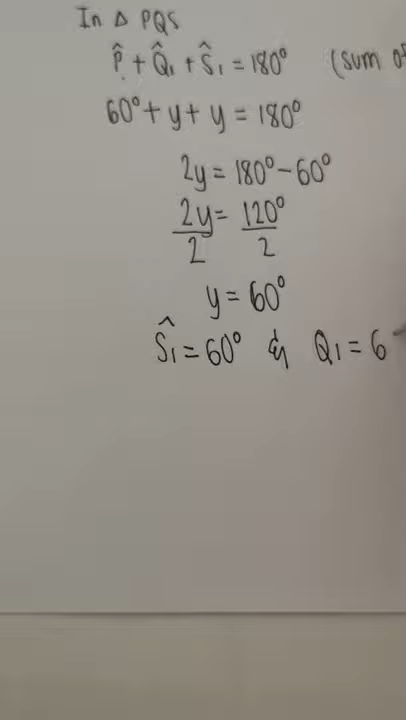 In Δ PQS
P̂ + Q̂₁ + Ŝ₁ = 180° (sum of
60° + y + y = 180°
2y = 180° - 60°
2y/2 = 120°/2
y = 60°
Ŝ₁ = 60° & Q₁ = 6